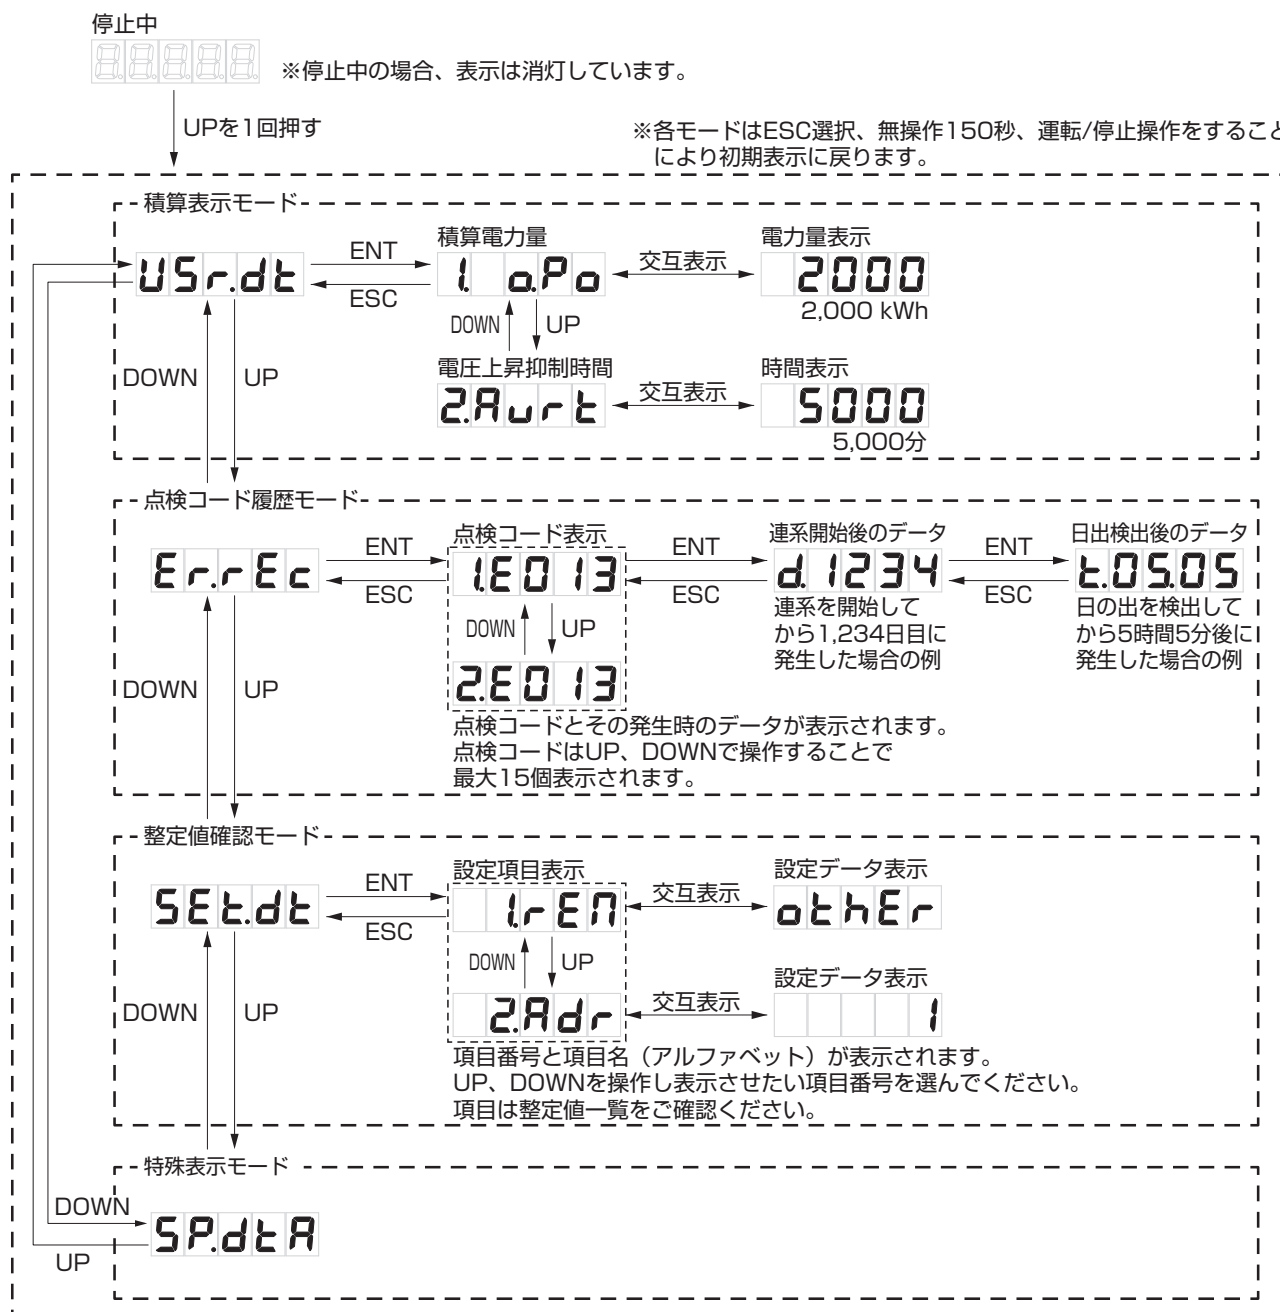 停止中
8.8.8.8.8.
※停止中の場合、表示は消灯しています。
UPを1回押す
※各モードはESC選択、無操作150秒、運転/停止操作をすること
により初期表示に戻ります。
積算表示モード
積算電力量
電力量表示
USr.dt
ENT
ESC
1. o.Po
交互表示
2000
2,000 kWh
DOWN
UP
DOWN
UP
電圧上昇抑制時間
時間表示
2.Avrt
交互表示
5000
5,000分
点検コード履歴モード
点検コード表示
連系開始後のデータ
日出検出後のデータ
Er.rEc
ENT
ESC
1.E013
ENT
ESC
d.1234
ENT
ESC
t.05.05
DOWN
UP
連系を開始して
から1,234日目に
発生した場合の例
日の出を検出して
から5時間5分後に
発生した場合の例
2.E013
DOWN
UP
点検コードとその発生時のデータが表示されます。
点検コードはUP、DOWNで操作することで
最大15個表示されます。
整定値確認モード
設定項目表示
設定データ表示
SEt.dt
ENT
ESC
1.rEM
交互表示
othEr
DOWN
UP
設定データ表示
DOWN
UP
2.Adr
交互表示
1
項目番号と項目名（アルファベット）が表示されます。
UP、DOWNを操作し表示させたい項目番号を選んでください。
項目は整定値一覧をご確認ください。
特殊表示モード
DOWN
SP.dtA
UP